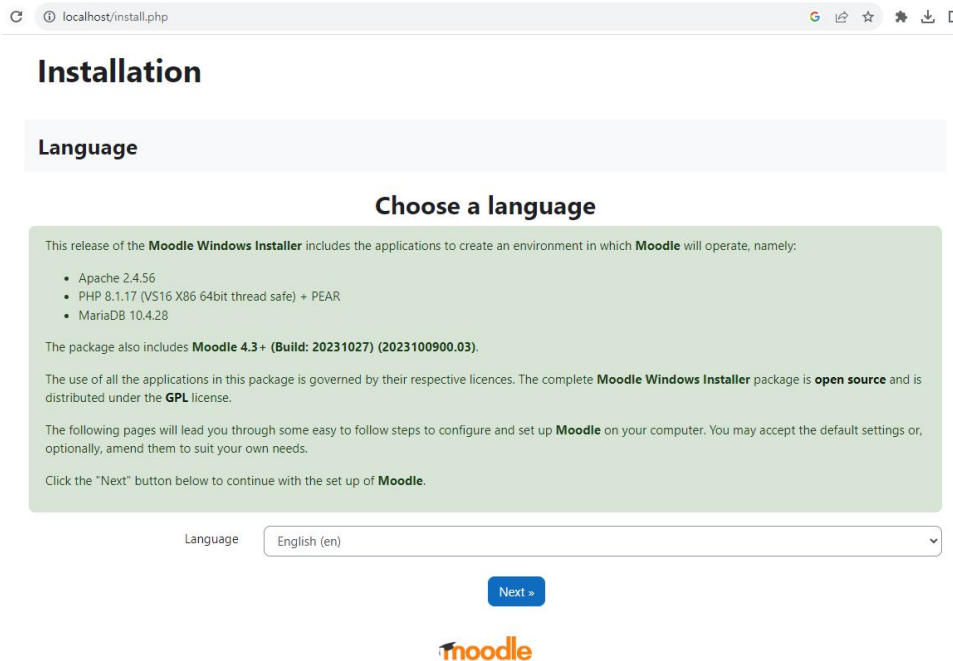 localhost/install.php
Installation
Language
Choose a language
This release of the Moodle Windows Installer includes the applications to create an environment in which Moodle will operate, namely:
Apache 2.4.56
PHP 8.1.17 (VS16 X86 64bit thread safe) + PEAR
MariaDB 10.4.28
The package also includes Moodle 4.3+ (Build: 20231027) (2023100900.03).
The use of all the applications in this package is governed by their respective licences. The complete Moodle Windows Installer package is open source and is
distributed under the GPL license.
The following pages will lead you through some easy to follow steps to configure and set up Moodle on your computer. You may accept the default settings or,
optionally, amend them to suit your own needs.
Click the "Next" button below to continue with the set up of Moodle.
Language English (en)
Next »
moodle